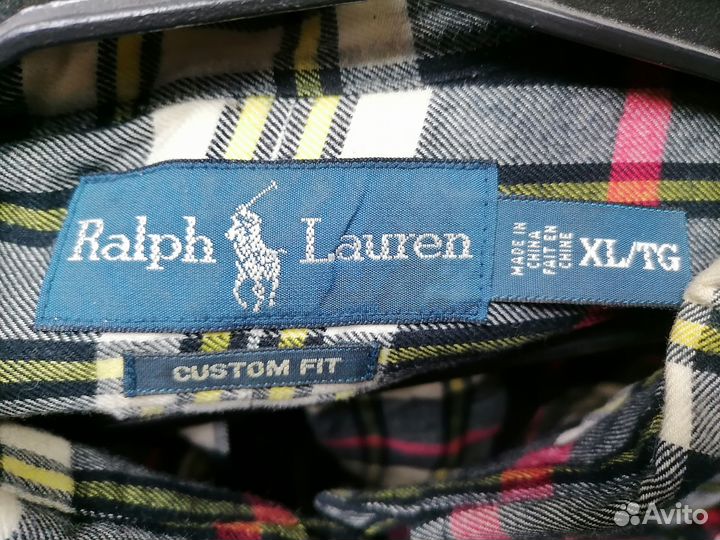 Ralph Lauren
MADE IN
CHINA
FAIT EN
CHINE
XL/TG
CUSTOM FIT
Avito